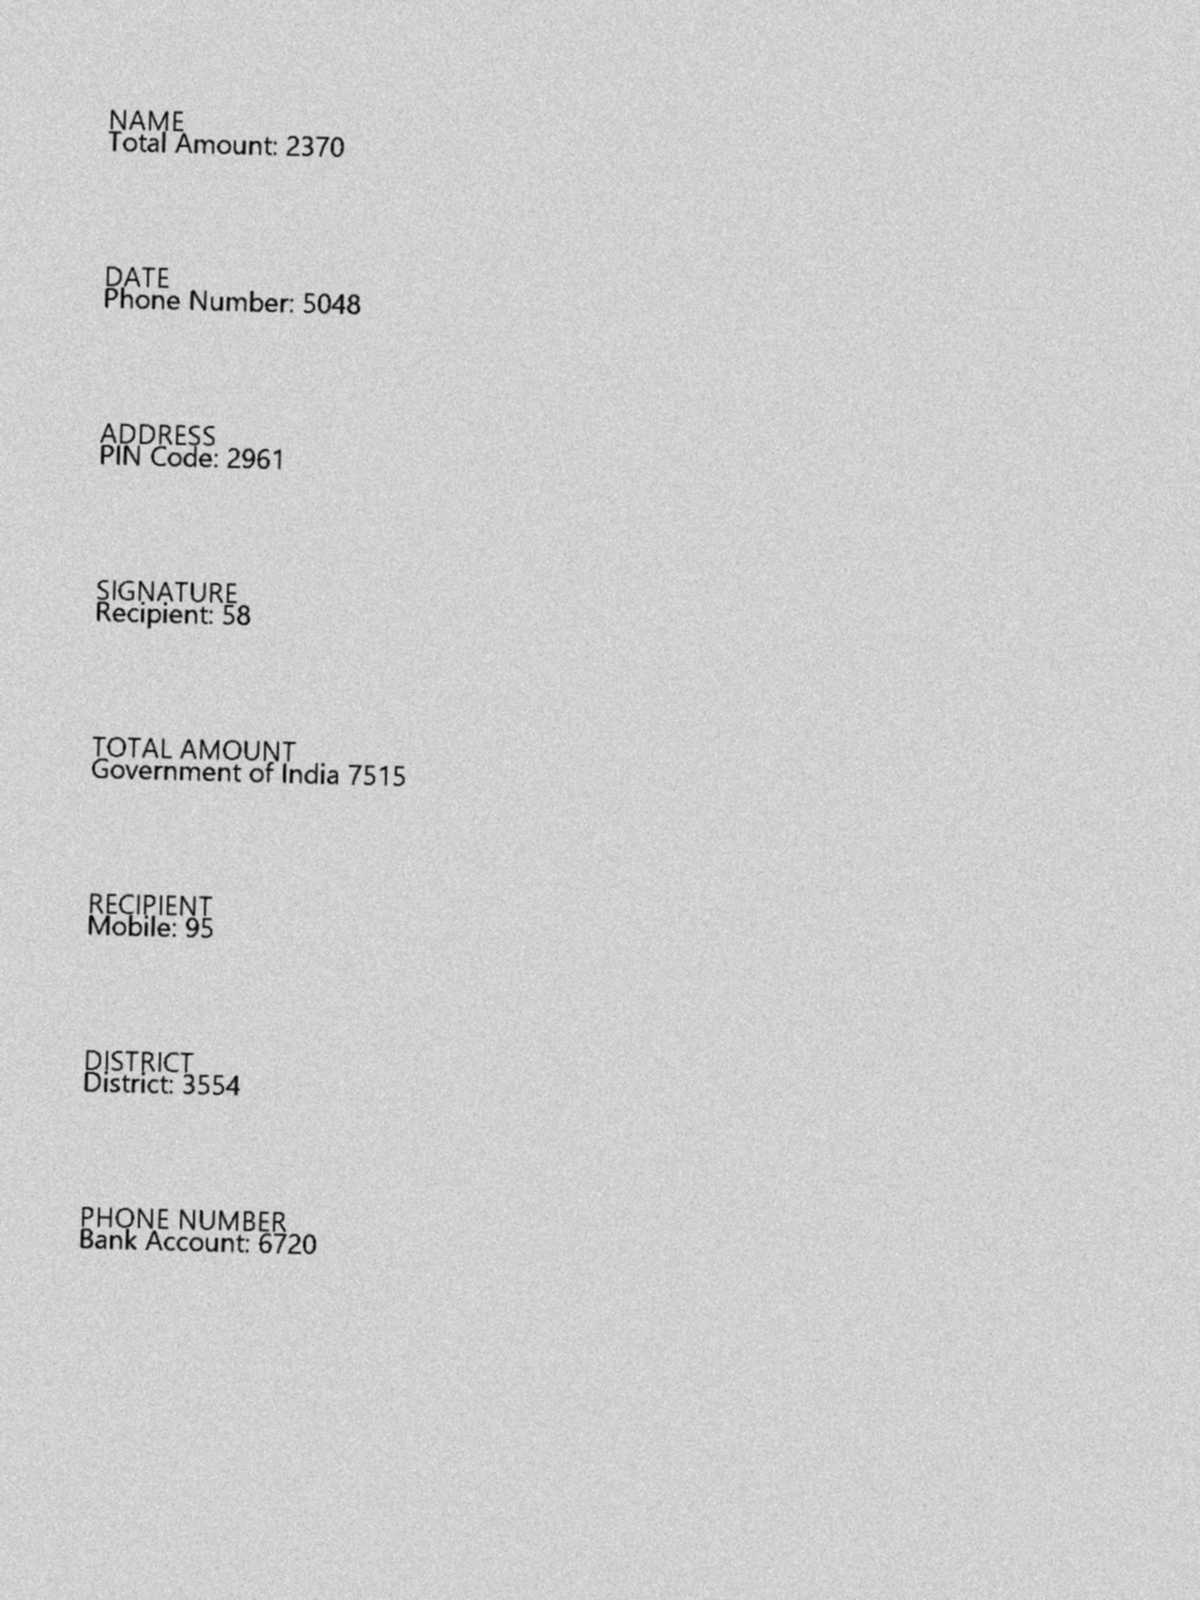 NAME
Total Amount: 2370
DATE
Phone Number: 5048
ADDRESS
PIN Code: 2961
SIGNATURE
Recipient: 58
TOTAL AMOUNT
Government of India 7515
RECIPIENT
Mobile: 95
DISTRICT
District: 3554
PHONE NUMBER
Bank Account: 6720